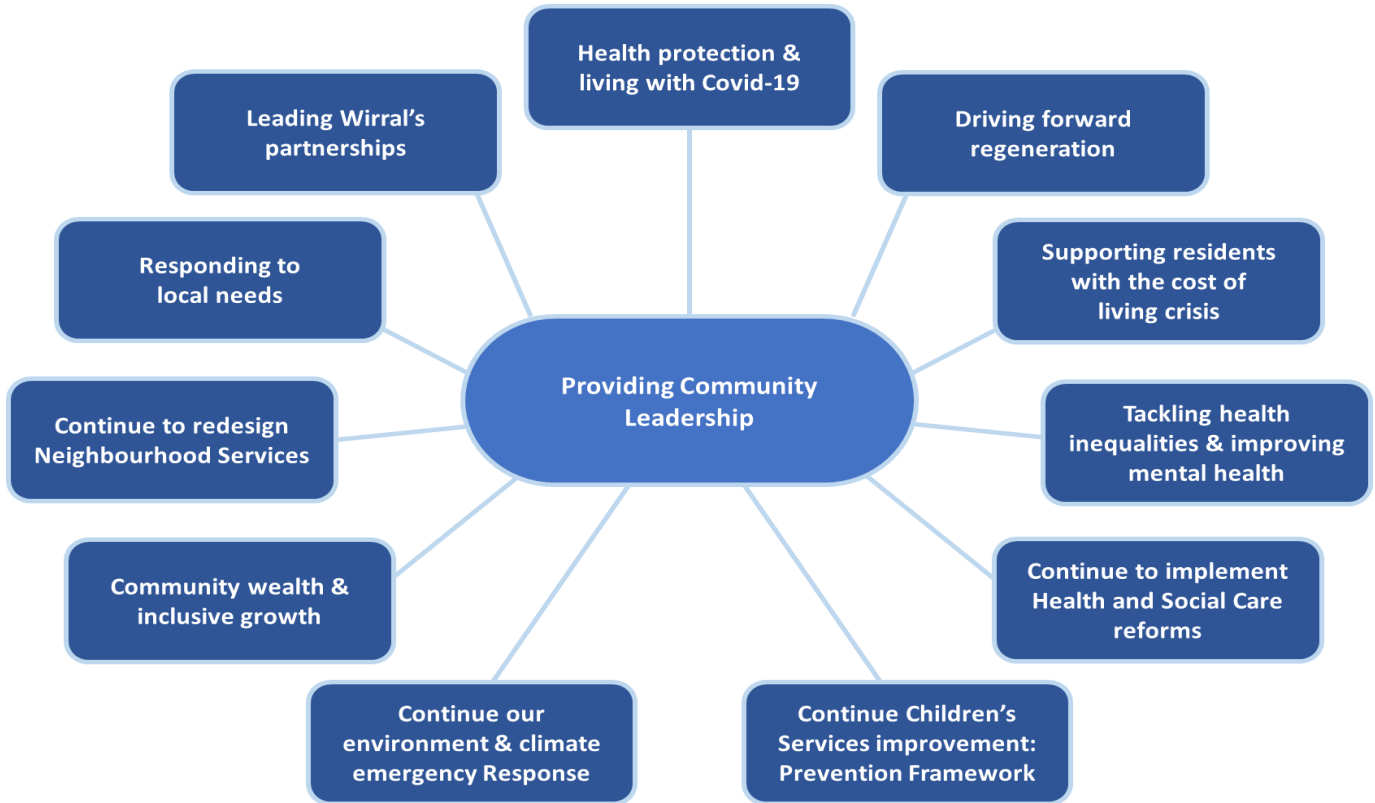 Health protection &
living with Covid-19
Leading Wirral’s
partnerships
Driving forward
regeneration
Responding to
local needs
Supporting residents
with the cost of
living crisis
Providing Community
Leadership
Continue to redesign
Neighbourhood Services
Tackling health
inequalities & improving
mental health
Community wealth &
inclusive growth
Continue to implement
Health and Social Care
reforms
Continue our
environment & climate
emergency Response
Continue Children’s
Services improvement:
Prevention Framework